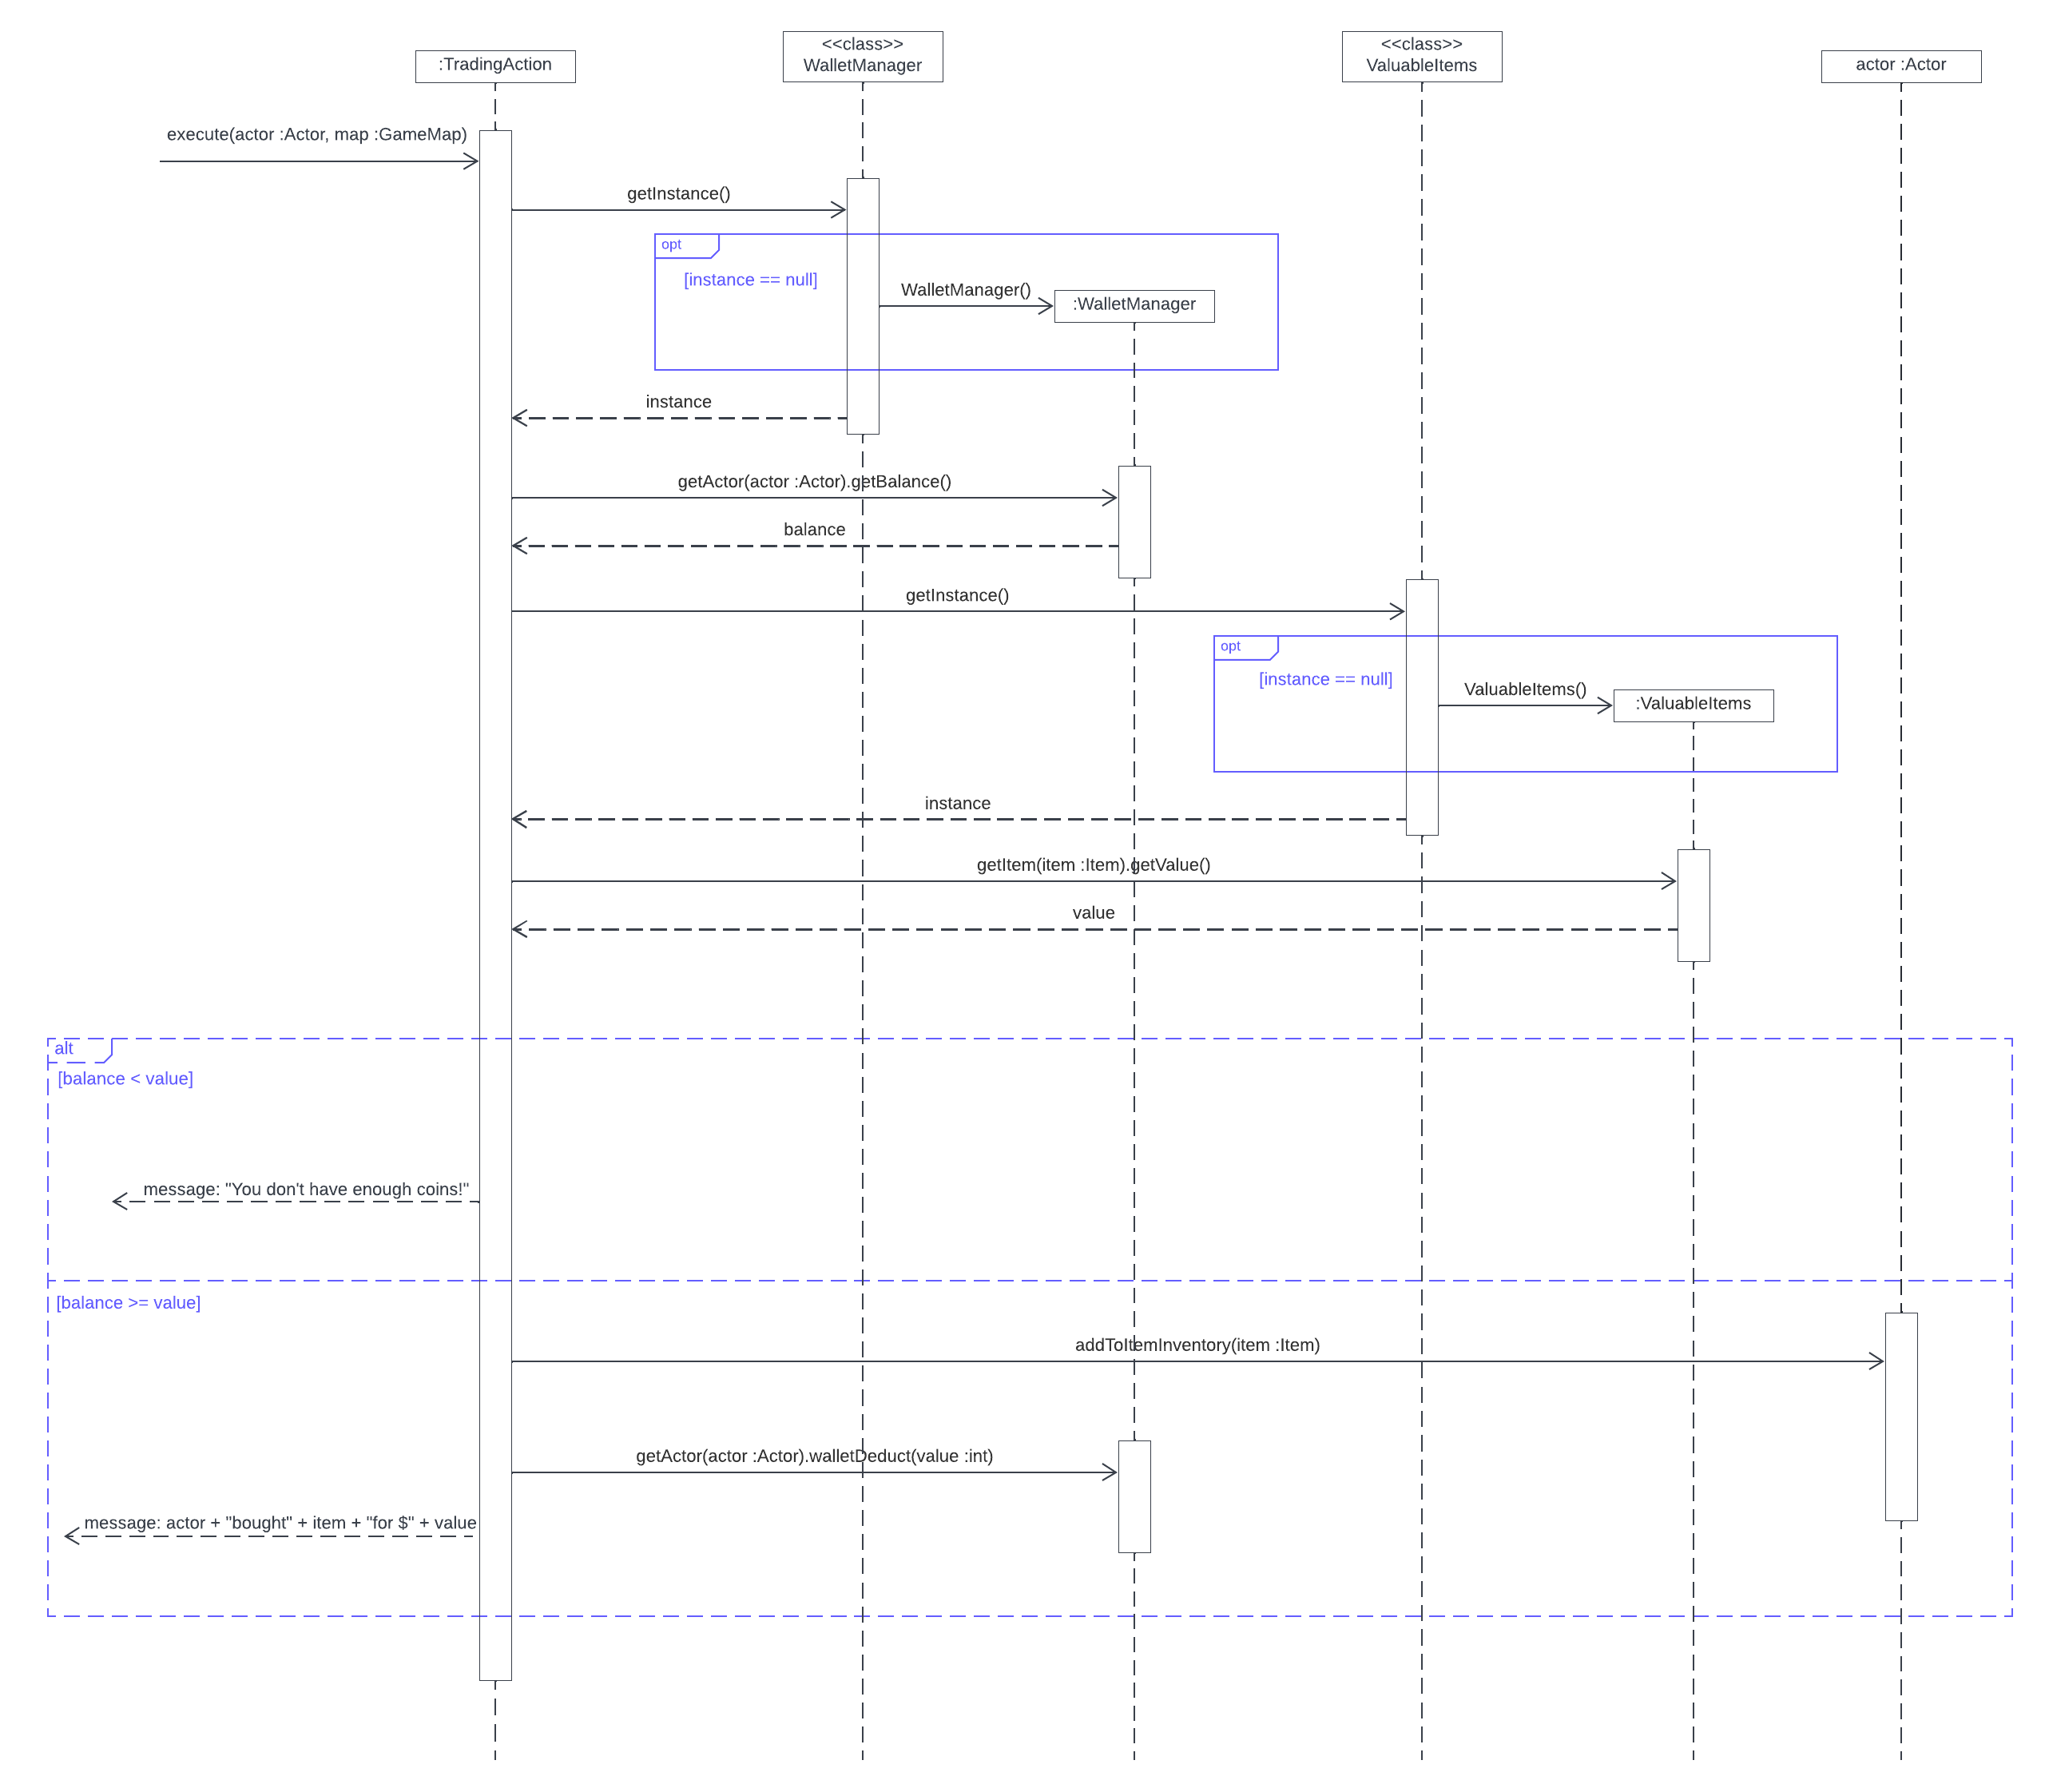 <<class>>
WalletManager
<<class>>
ValuableItems
:TradingAction
actor :Actor
execute(actor :Actor, map :GameMap)
getInstance()
opt
[instance == null]
WalletManager()
:WalletManager
instance
getActor(actor :Actor).getBalance()
balance
getInstance()
opt
[instance == null]
ValuableItems()
:ValuableItems
instance
getItem(item :Item).getValue()
value
alt
[balance < value]
message: "You don't have enough coins!"
[balance >= value]
addToItemInventory(item :Item)
getActor(actor :Actor).walletDeduct(value :int)
message: actor + "bought" + item + "for $" + value